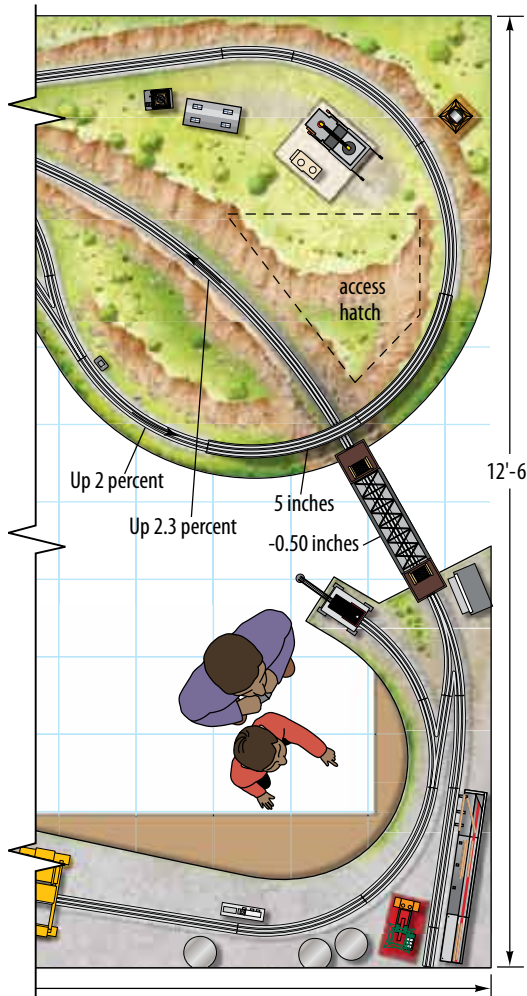 access
hatch
Up 2 percent
Up 2.3 percent
5 inches
-0.50 inches
12'-6